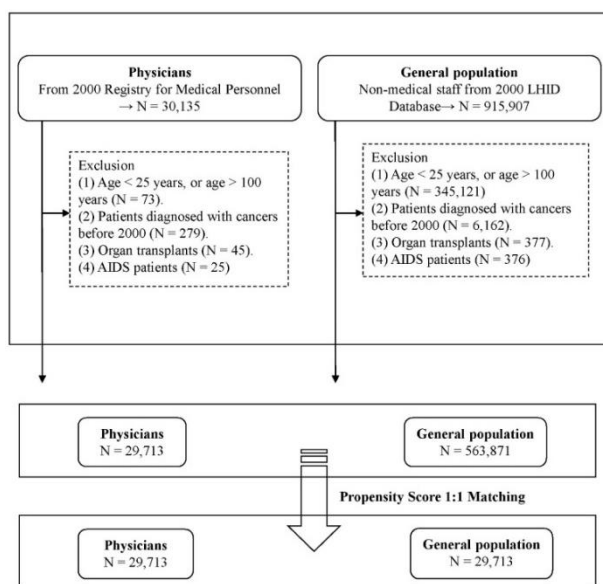 Physicians
From 2000 Registry for Medical Personnel
→ N = 30,135
General population
Non-medical staff from 2000 LHID
Database→ N = 915,907
Exclusion
(1) Age < 25 years, or age > 100
years (N = 73).
(2) Patients diagnosed with cancers
before 2000 (N = 279).
(3) Organ transplants (N = 45).
(4) AIDS patients (N = 25)
Exclusion
(1) Age < 25 years, or age > 100
years (N = 345,121)
(2) Patients diagnosed with cancers
before 2000 (N = 6,162).
(3) Organ transplants (N = 377).
(4) AIDS patients (N = 376)
Physicians
N = 29,713
General population
N = 563,871
Propensity Score 1:1 Matching
Physicians
N = 29,713
General population
N = 29,713